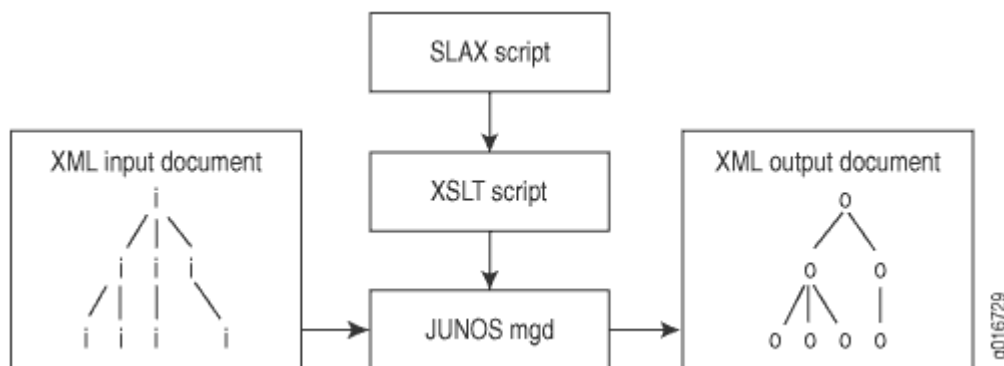 SLAX script
XML input document
i
i i i
i i i i
XSLT script
JUNOS mgd
XML output document
o
o o
o o o o
g016729